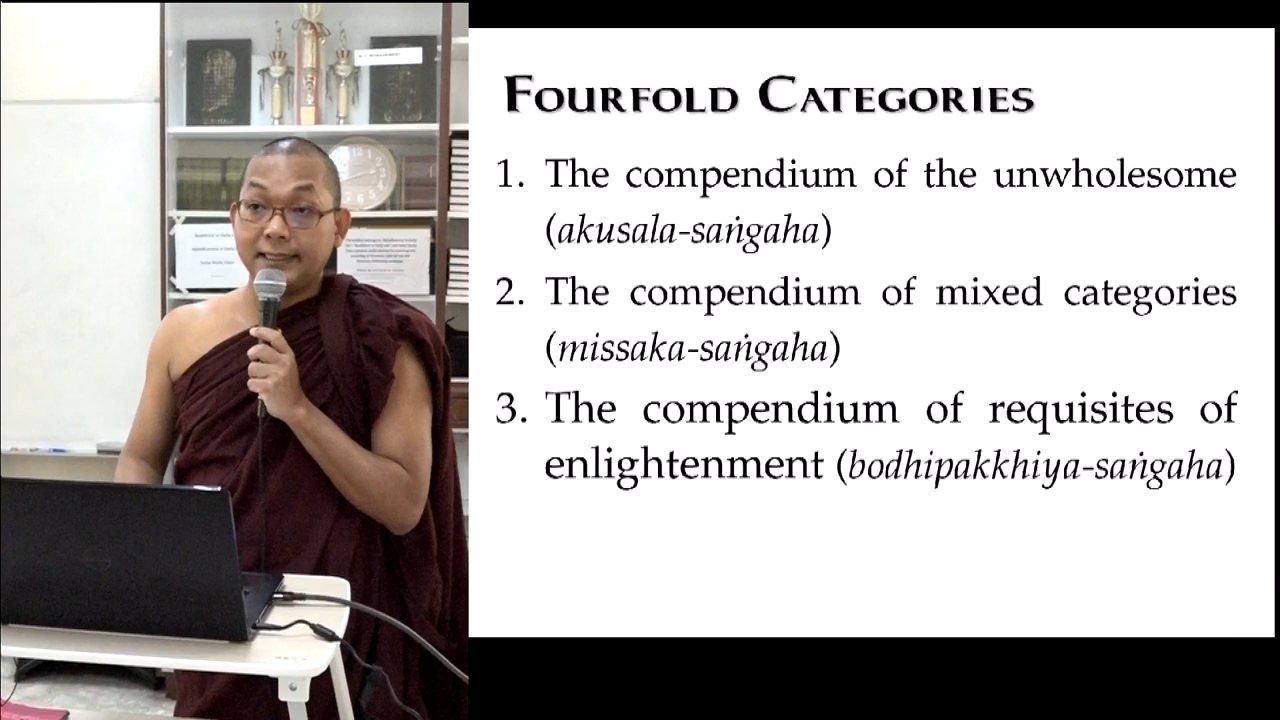 FOURFOLD CATEGORIES
1. The compendium of the unwholesome
(akusala-saṅgaha)
2. The compendium of mixed categories
(missaka-saṅgaha)
3. The compendium of requisites of
enlightenment (bodhipakkhiya-saṅgaha)